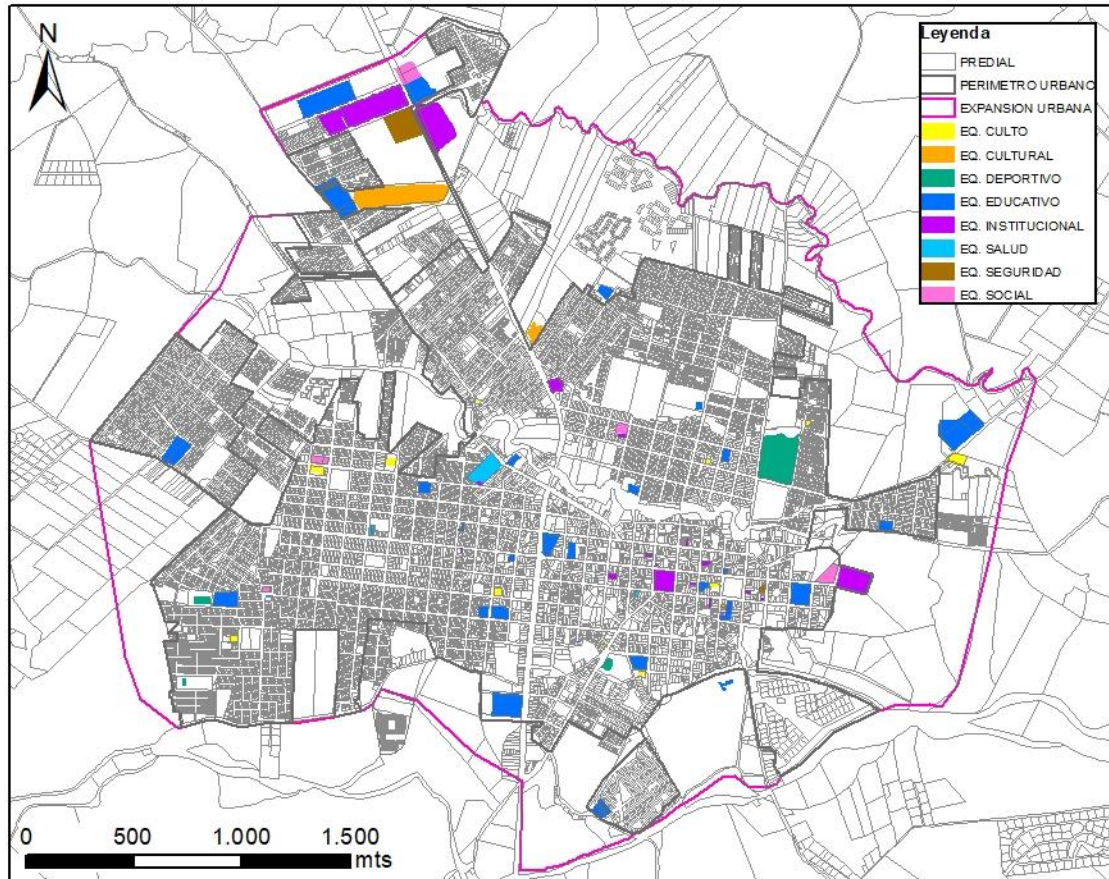 N
Leyenda
PREDIAL
PERIMETRO URBANO
EXPANSION URBANA
EQ. CULTO
EQ. CULTURAL
EQ. DEPORTIVO
EQ. EDUCATIVO
EQ. INSTITUCIONAL
EQ. SALUD
EQ. SEGURIDAD
EQ. SOCIAL
0 500 1.000 1.500
mts